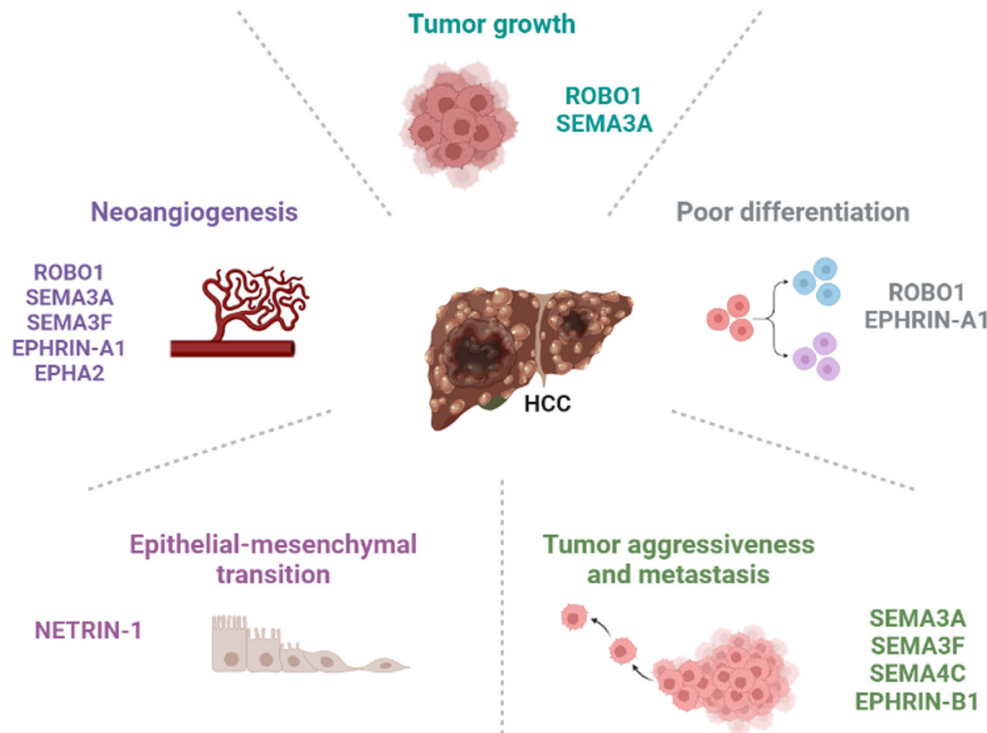 Tumor growth
ROBO1
SEMA3A
Neoangiogenesis
ROBO1
SEMA3A
SEMA3F
EPHRIN-A1
EPHA2
Poor differentiation
ROBO1
EPHRIN-A1
HCC
Epithelial-mesenchymal
transition
NETRIN-1
Tumor aggressiveness
and metastasis
SEMA3A
SEMA3F
SEMA4C
EPHRIN-B1